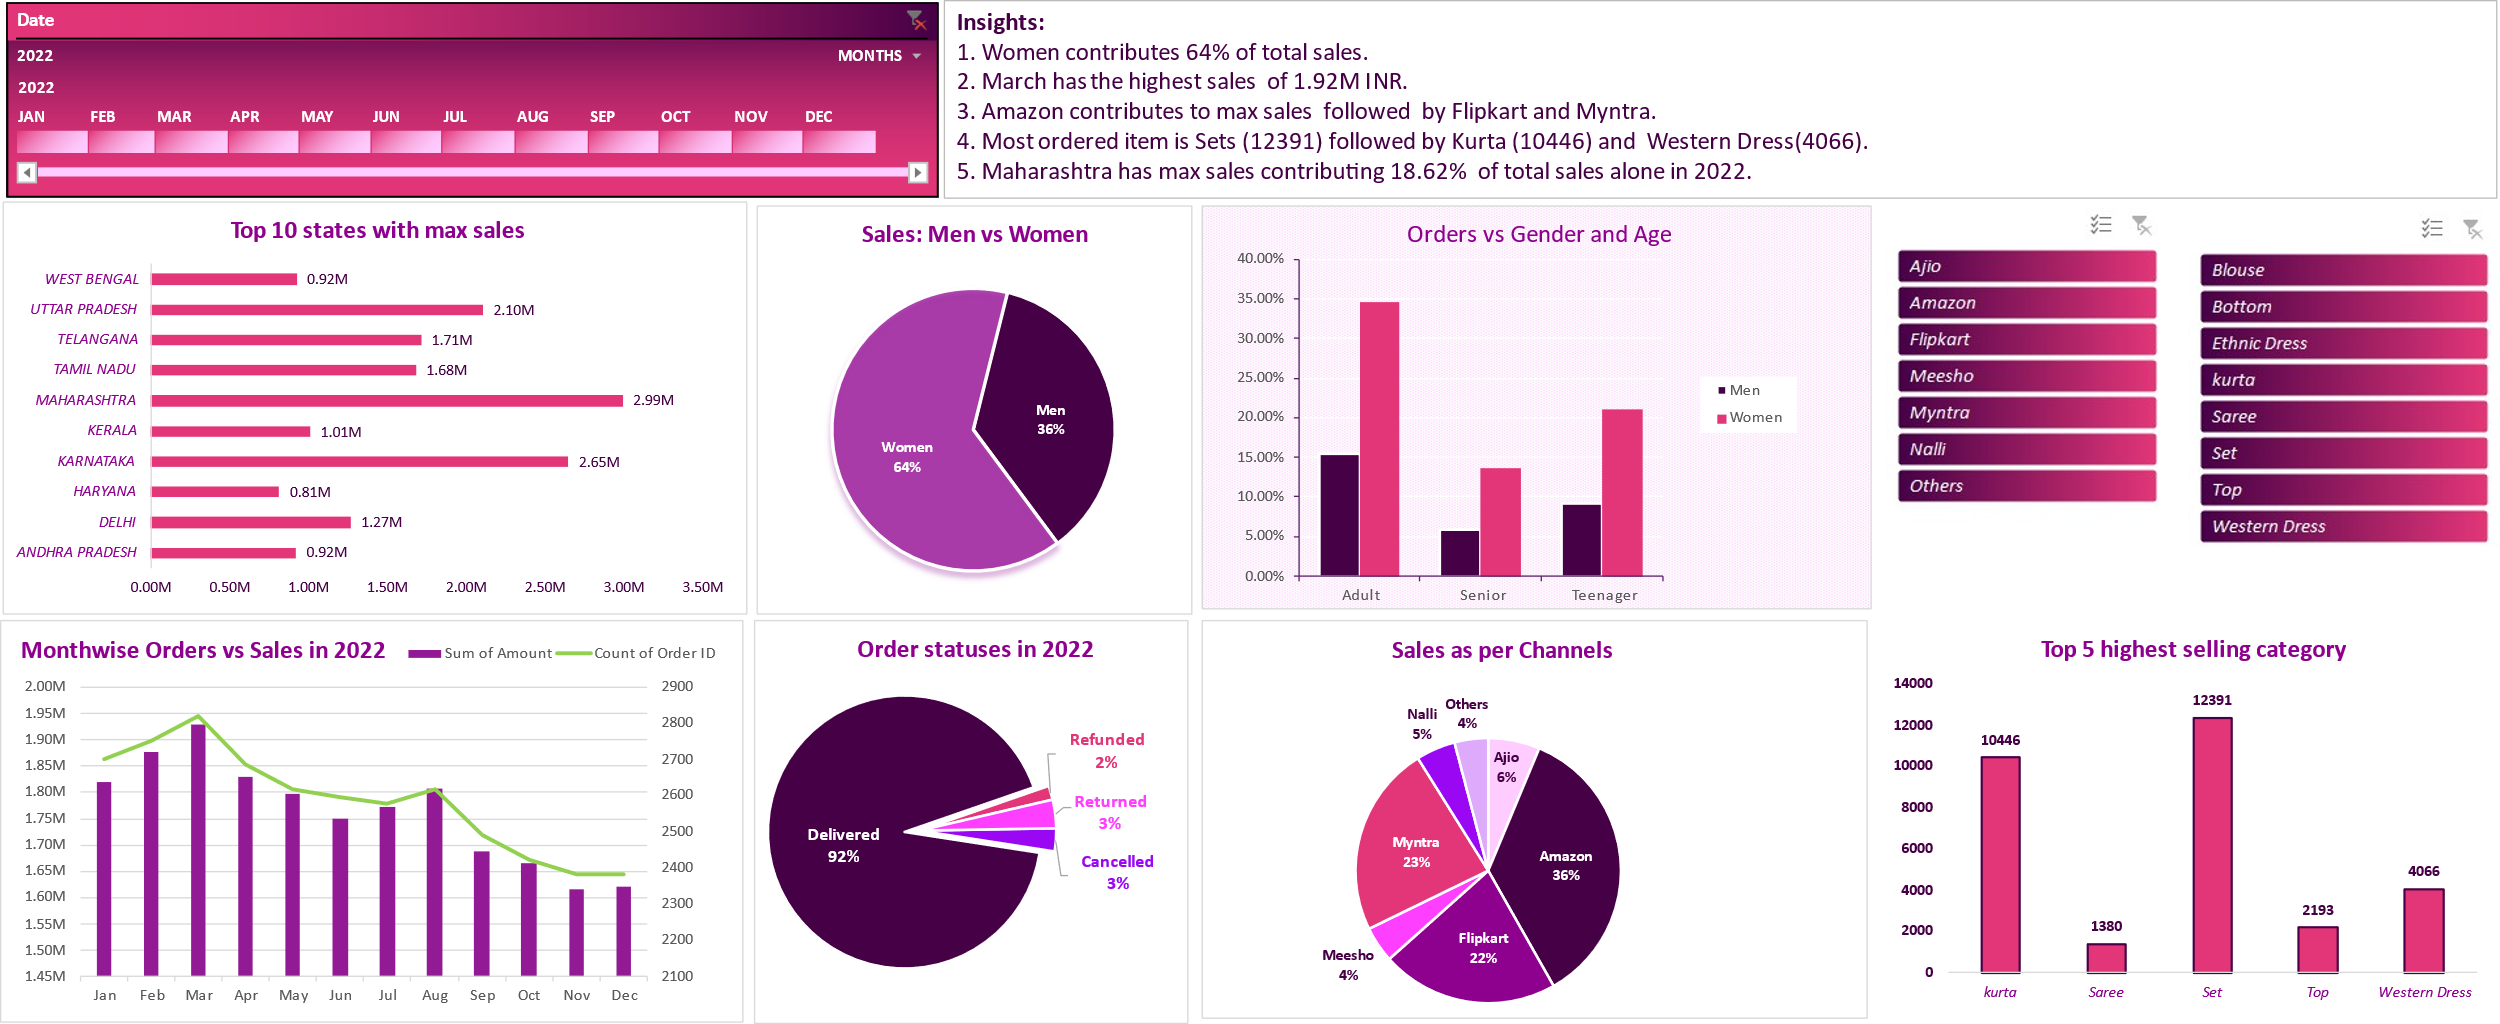 Date
2022
MONTHS
2022
JAN FEB MAR APR MAY JUN JUL AUG SEP OCT NOV DEC
Insights:
1. Women contributes 64% of total sales.
2. March has the highest sales  of 1.92M INR.
3. Amazon contributes to max sales  followed  by Flipkart and Myntra.
4. Most ordered item is Sets (12391) followed by Kurta (10446) and  Western Dress(4066).
5. Maharashtra has max sales contributing 18.62%  of total sales alone in 2022.
Top 10 states with max sales
WEST BENGAL 0.92M
UTTAR PRADESH 2.10M
TELANGANA 1.71M
TAMIL NADU 1.68M
MAHARASHTRA 2.99M
KERALA 1.01M
KARNATAKA 2.65M
HARYANA 0.81M
DELHI 1.27M
ANDHRA PRADESH 0.92M
0.00M 0.50M 1.00M 1.50M 2.00M 2.50M 3.00M 3.50M
Sales: Men vs Women
Men
36%
Women
64%
Orders vs Gender and Age
40.00%
35.00%
30.00%
25.00%
20.00%
15.00%
10.00%
5.00%
0.00%
Adult Senior Teenager
Men
Women
Ajio
Amazon
Flipkart
Meesho
Myntra
Nalli
Others
Blouse
Bottom
Ethnic Dress
kurta
Saree
Set
Top
Western Dress
Monthwise Orders vs Sales in 2022
Sum of Amount Count of Order ID
2.00M
1.95M
1.90M
1.85M
1.80M
1.75M
1.70M
1.65M
1.60M
1.55M
1.50M
1.45M
2900
2800
2700
2600
2500
2400
2300
2200
2100
Jan Feb Mar Apr May Jun Jul Aug Sep Oct Nov Dec
Order statuses in 2022
Refunded
2%
Returned
3%
Delivered
92%
Cancelled
3%
Sales as per Channels
Others
4%
Nalli
5%
Ajio
6%
Myntra
23%
Amazon
36%
Flipkart
22%
Meesho
4%
Top 5 highest selling category
14000
12000
10000
8000
6000
4000
2000
0
10446
1380
12391
2193
4066
kurta Saree Set Top Western Dress